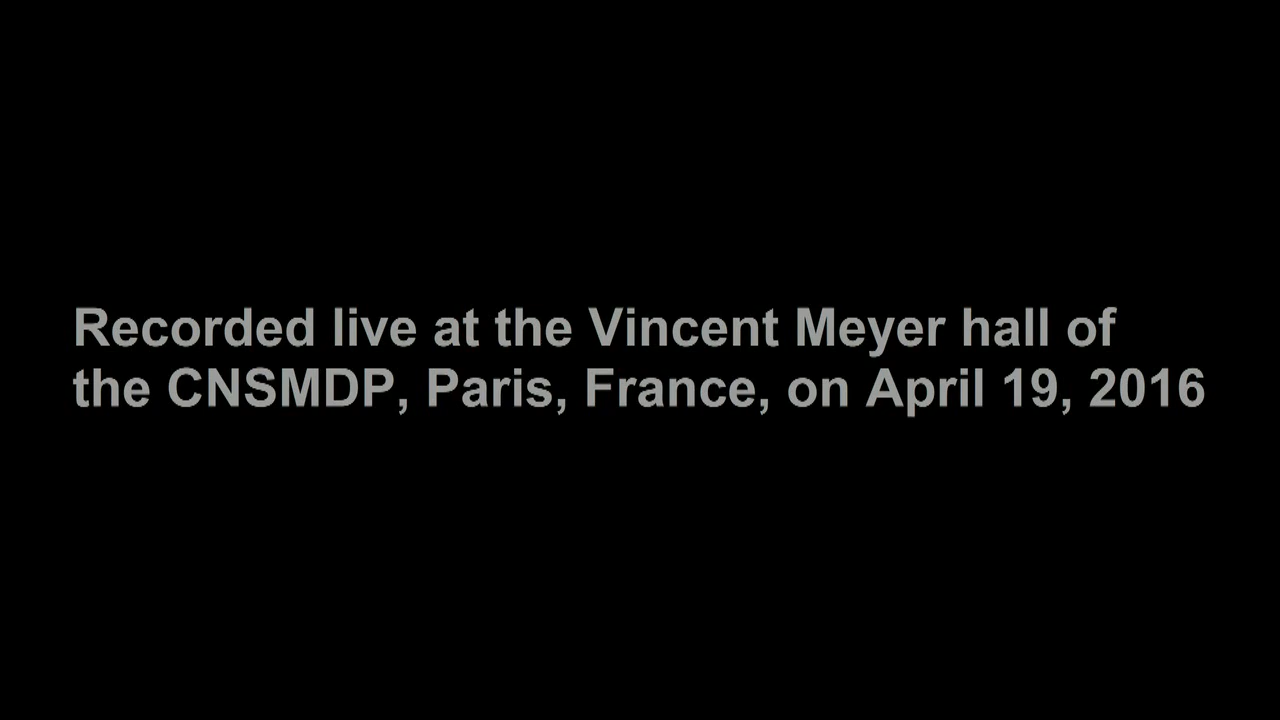 Recorded live at the Vincent Meyer hall of
the CNSMDP, Paris, France, on April 19, 2016